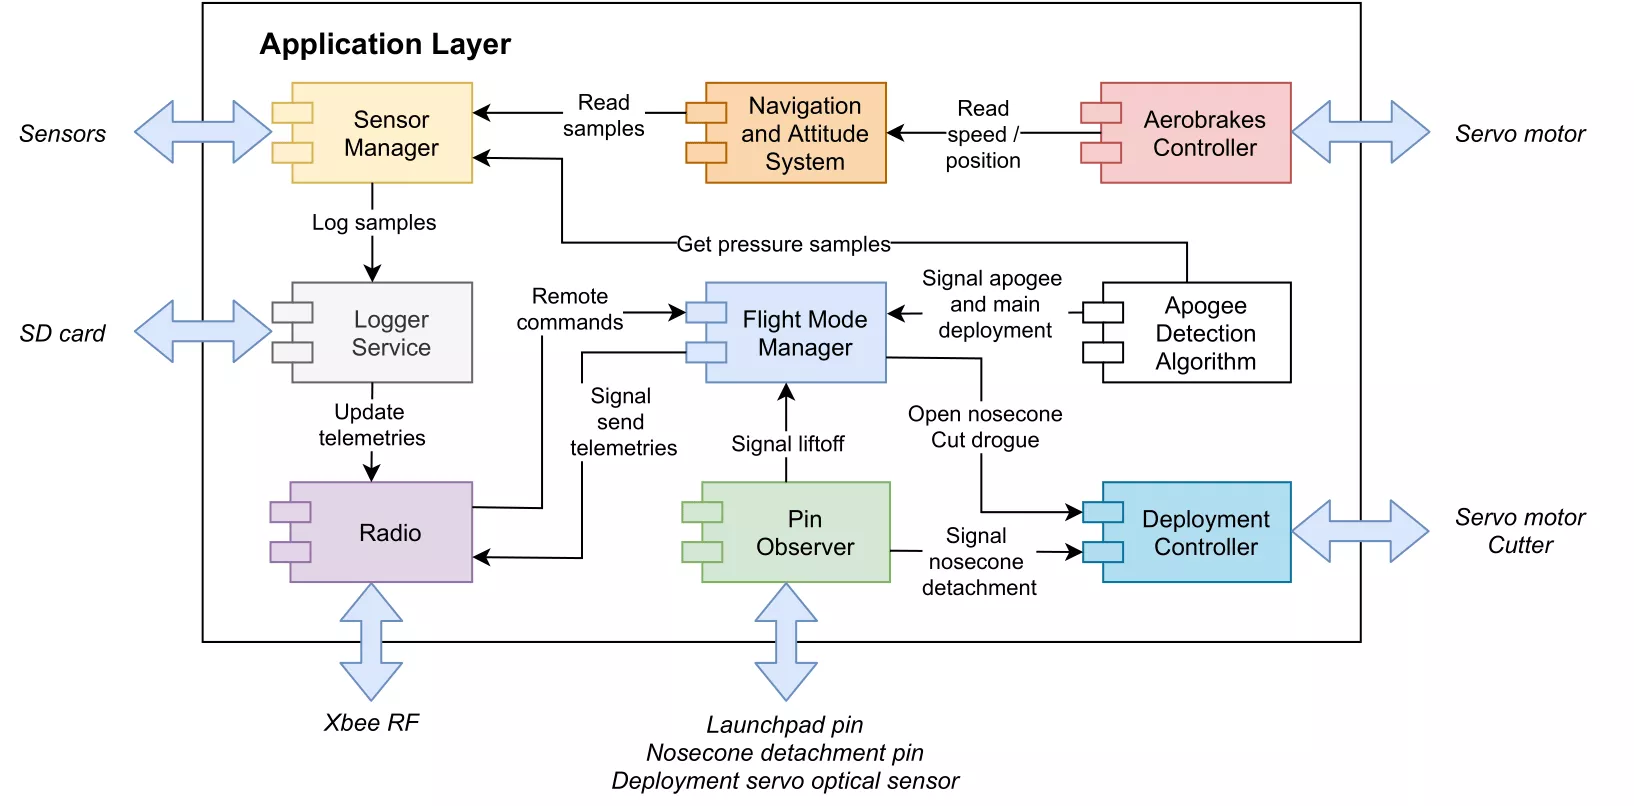 Application Layer
Sensors
Sensor
Manager
Read
samples
Navigation
and Attitude
System
Read
speed /
position
Aerobrakes
Controller
Servo motor
Log samples
Get pressure samples
SD card
Logger
Service
Remote
commands
Flight Mode
Manager
Signal apogee
and main
deployment
Apogee
Detection
Algorithm
Update
telemetries
Signal
send
telemetries
Signal liftoff
Open nosecone
Cut drogue
Radio
Pin
Observer
Signal
nosecone
detachment
Deployment
Controller
Servo motor
Cutter
Xbee RF
Launchpad pin
Nosecone detachment pin
Deployment servo optical sensor